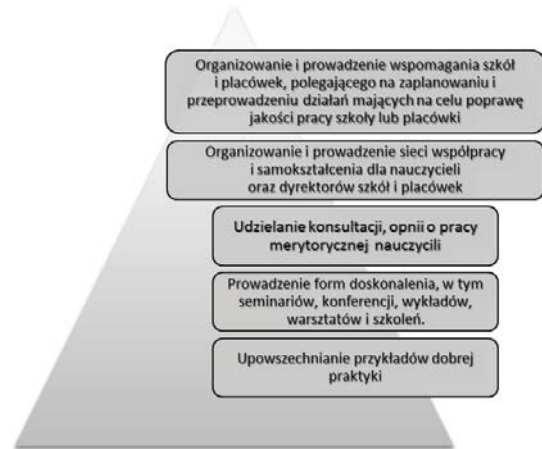 Organizowanie i prowadzenie wspomagania szkół
i placówek, polegającego na zaplanowaniu i
przeprowadzeniu działań mających na celu poprawę
jakości pracy szkoły lub placówki
Organizowanie i prowadzenie sieci współpracy
i samokształcenia dla nauczycieli
oraz dyrektorów szkół i placówek
Udzielanie konsultacji, opnii o pracy
merytorycznej nauczycili
Prowadzenie form doskonalenia, w tym
seminariów, konferencji, wykładów,
warsztatów i szkoleń.
Upowszechnianie przykładów dobrej
praktyki